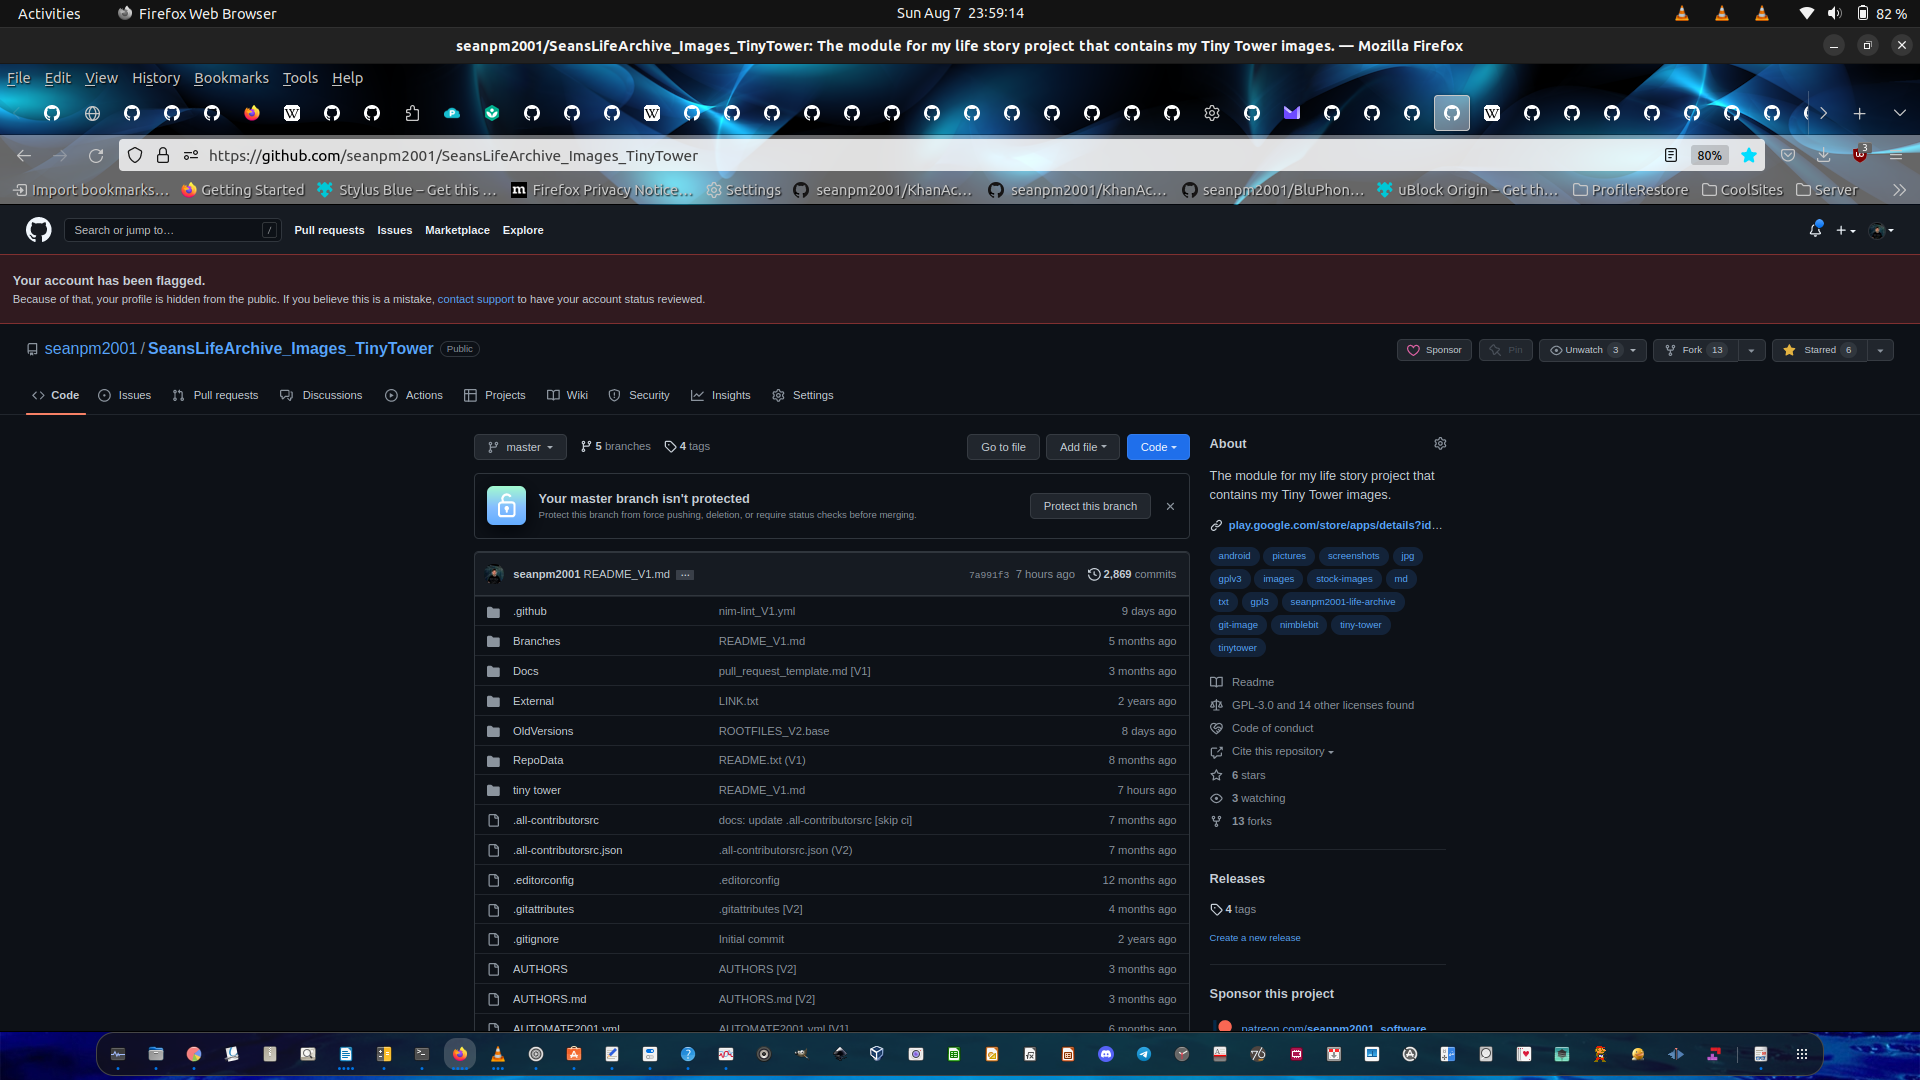 Activities
Firefox Web Browser
Sun Aug 7 23:59:14
82 %
seanpm2001/SeansLifeArchive_Images_TinyTower: The module for my life story project that contains my Tiny Tower images. — Mozilla Firefox
File Edit View History Bookmarks Tools Help
https://github.com/seanpm2001/SeansLifeArchive_Images_TinyTower
80%
3
Import bookmarks… Getting Started Stylus Blue – Get this … Firefox Privacy Notice… Settings seanpm2001/KhanAc… seanpm2001/KhanAc… seanpm2001/BluPhon… uBlock Origin – Get th… ProfileRestore CoolSites Server
Search or jump to… /
Pull requests Issues Marketplace Explore
Your account has been flagged.
Because of that, your profile is hidden from the public. If you believe this is a mistake, contact support to have your account status reviewed.
seanpm2001 / SeansLifeArchive_Images_TinyTower Public
Sponsor Pin Unwatch 3 Fork 13 Starred 6
Code Issues Pull requests Discussions Actions Projects Wiki Security Insights Settings
master 5 branches 4 tags
Go to file Add file Code
Your master branch isn't protected
Protect this branch from force pushing, deletion, or require status checks before merging.
Protect this branch
seanpm2001 README_V1.md … 7a991f3 7 hours ago 2,869 commits
.github nim-lint_V1.yml 9 days ago
Branches README_V1.md 5 months ago
Docs pull_request_template.md [V1] 3 months ago
External LINK.txt 2 years ago
OldVersions ROOTFILES_V2.base 8 days ago
RepoData README.txt (V1) 8 months ago
tiny tower README_V1.md 7 hours ago
.all-contributorsrc docs: update .all-contributorsrc [skip ci] 7 months ago
.all-contributorsrc.json .all-contributorsrc.json (V2) 7 months ago
.editorconfig .editorconfig 12 months ago
.gitattributes .gitattributes [V2] 4 months ago
.gitignore Initial commit 2 years ago
AUTHORS AUTHORS [V2] 3 months ago
AUTHORS.md AUTHORS.md [V2] 3 months ago
AUTOMATE2001.yml AUTOMATE2001.yml [V1] 6 months ago
About
The module for my life story project that
contains my Tiny Tower images.
play.google.com/store/apps/details?id…
android pictures screenshots jpg
gplv3 images stock-images md
txt gpl3 seanpm2001-life-archive
git-image nimblebit tiny-tower
tinytower
Readme
GPL-3.0 and 14 other licenses found
Code of conduct
Cite this repository
6 stars
3 watching
13 forks
Releases
4 tags
Create a new release
Sponsor this project
patreon.com/seanpm2001_software